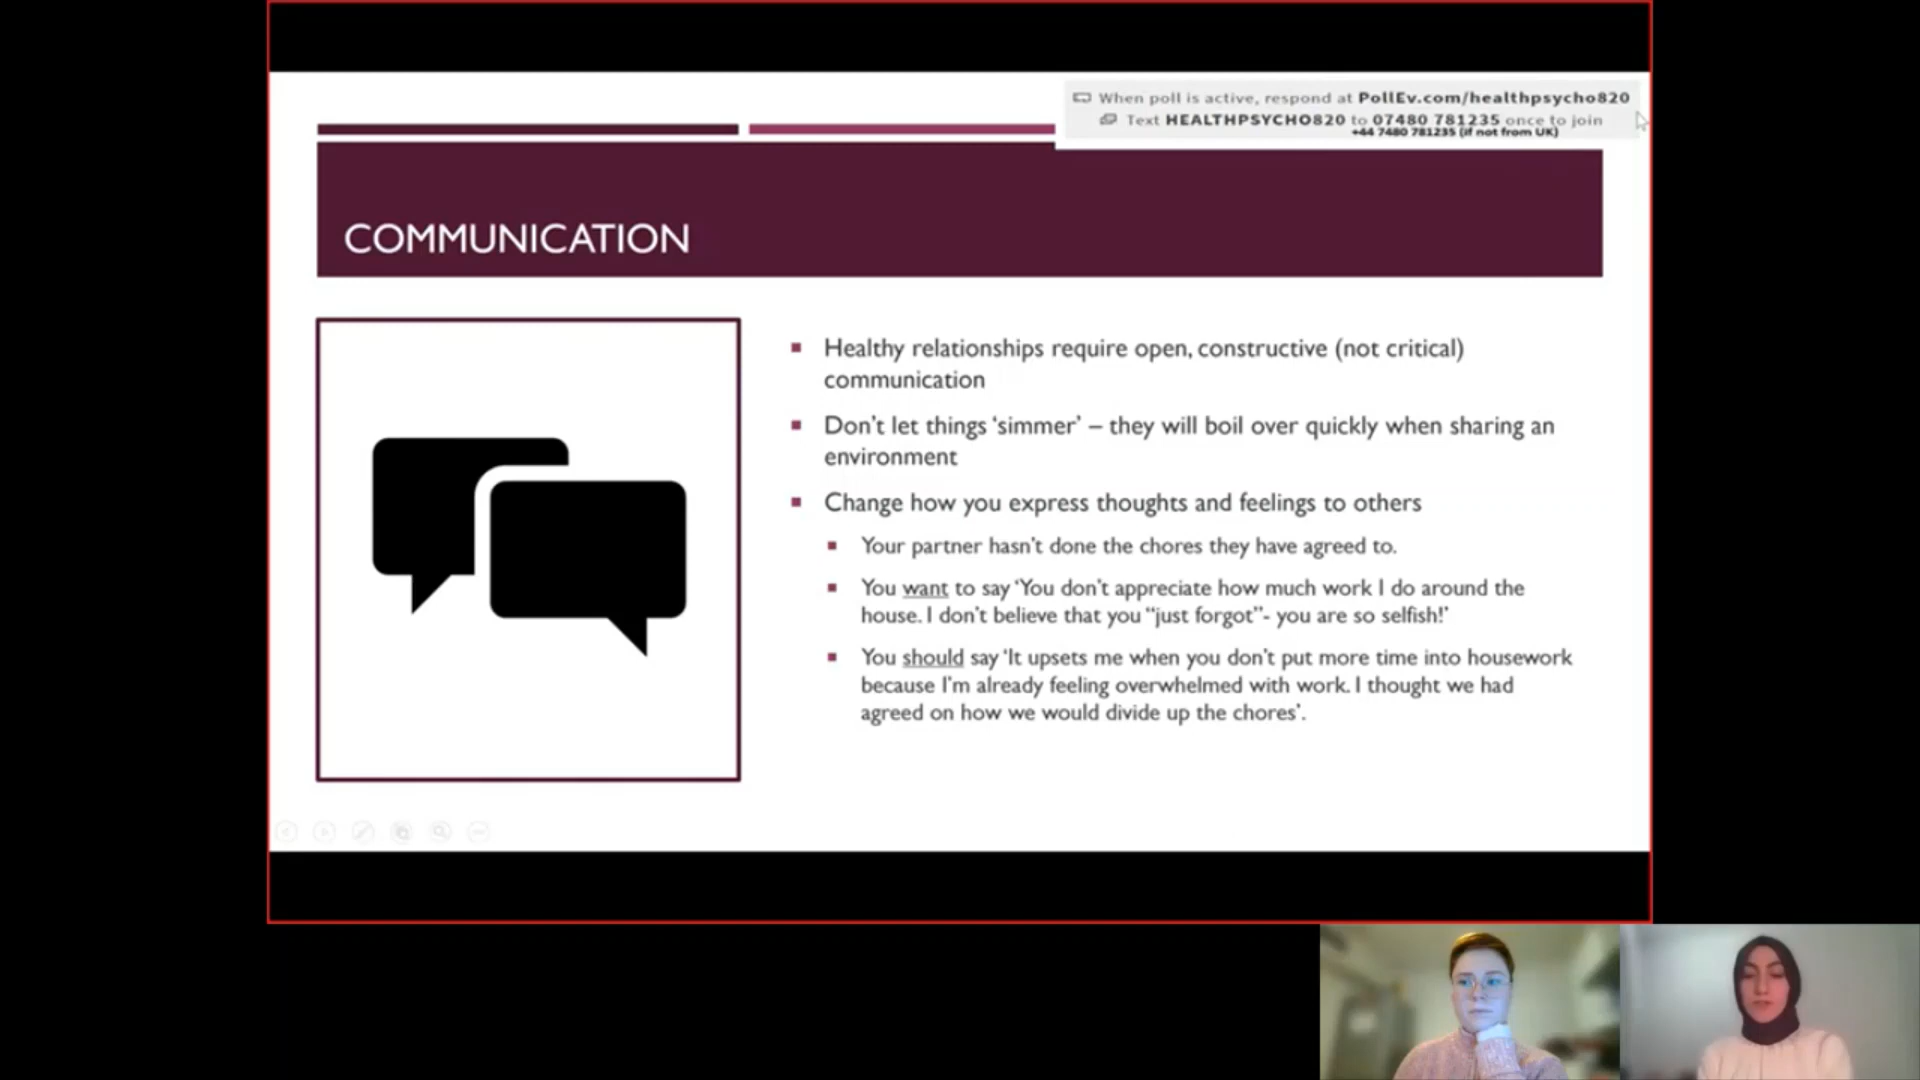 When poll is active, respond at PollEv.com/healthpsycho820
Text HEALTHPSYCHO820 to 07480 781235 once to join
+44 7480 781235 (if not from UK)
COMMUNICATION
Healthy relationships require open, constructive (not critical)
communication
Don't let things ‘simmer’ – they will boil over quickly when sharing an
environment
Change how you express thoughts and feelings to others
Your partner hasn't done the chores they have agreed to.
You want to say ‘You don't appreciate how much work I do around the
house. I don't believe that you “just forgot”- you are so selfish!’
You should say ‘It upsets me when you don't put more time into housework
because I'm already feeling overwhelmed with work. I thought we had
agreed on how we would divide up the chores’.